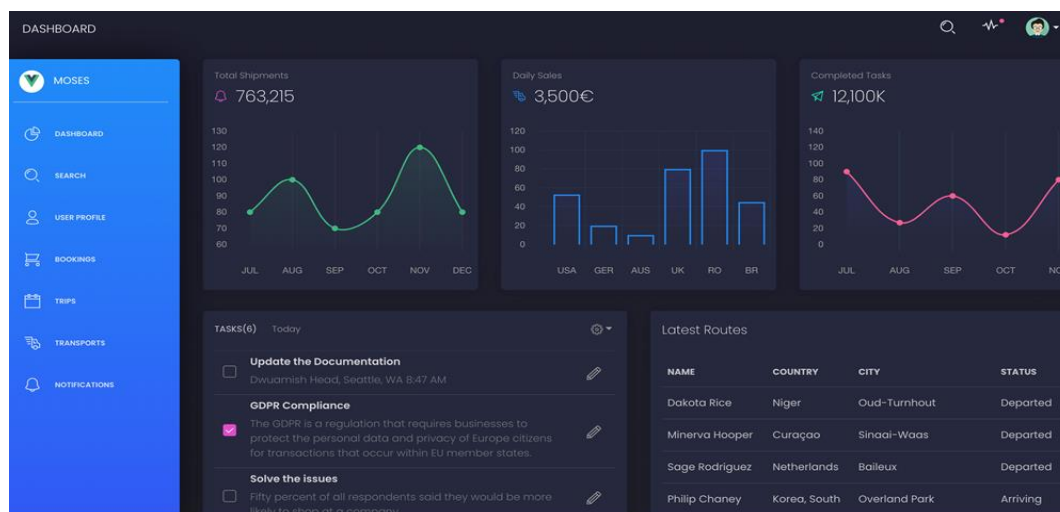 DASHBOARD
MOSES
DASHBOARD
SEARCH
USER PROFILE
BOOKINGS
TRIPS
TRANSPORTS
NOTIFICATIONS
Total Shipments
763,215
130
120
110
100
90
80
70
60
JUL AUG SEP OCT NOV DEC
Daily Sales
3,500€
120
100
80
60
40
20
0
USA GER AUS UK RO BR
Completed Tasks
12,100K
140
120
100
80
60
40
20
0
JUL AUG SEP OCT
TASKS(6) Today
Update the Documentation
Dwuamish Head, Seattle, WA 8:47 AM
GDPR Compliance
The GDPR is a regulation that requires businesses to
protect the personal data and privacy of Europe citizens
for transactions that occur within EU member states.
Solve the issues
Fifty percent of all respondents said they would be more
likely to shop at a company
Latest Routes
NAME COUNTRY CITY STATUS
Dakota Rice Niger Oud-Turnhout Departed
Minerva Hooper Curaçao Sinaai-Waas Departed
Sage Rodriguez Netherlands Baileux Departed
Philip Chaney Korea, South Overland Park Arriving